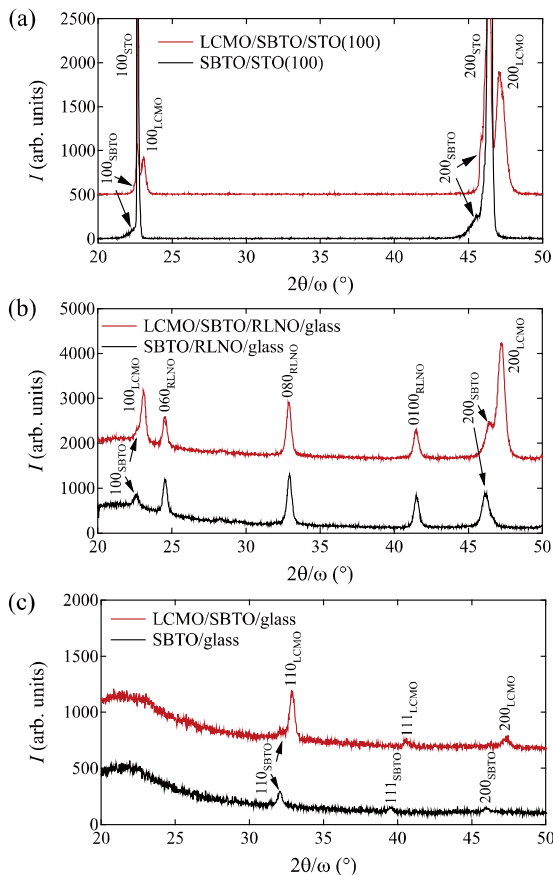 (a)
2500
2000
1500
1000
500
0
I (arb. units)
LCMO/SBTO/STO(100)
SBTO/STO(100)
100STO
100LCMO
100SBTO
200STO
200LCMO
200SBTO
20 25 30 35 40 45 50
2θ/ω (°)
(b)
5000
4000
3000
2000
1000
0
I (arb. units)
LCMO/SBTO/RLNO/glass
SBTO/RLNO/glass
100LCMO
060RLNO
080RLNO
0100RLNO
200SBTO
200LCMO
100SBTO
20 25 30 35 40 45 50
2θ/ω (°)
(c)
2000
1500
1000
500
0
I (arb. units)
LCMO/SBTO/glass
SBTO/glass
110LCMO
111LCMO
200LCMO
110SBTO
111SBTO
200SBTO
20 25 30 35 40 45 50
2θ/ω (°)